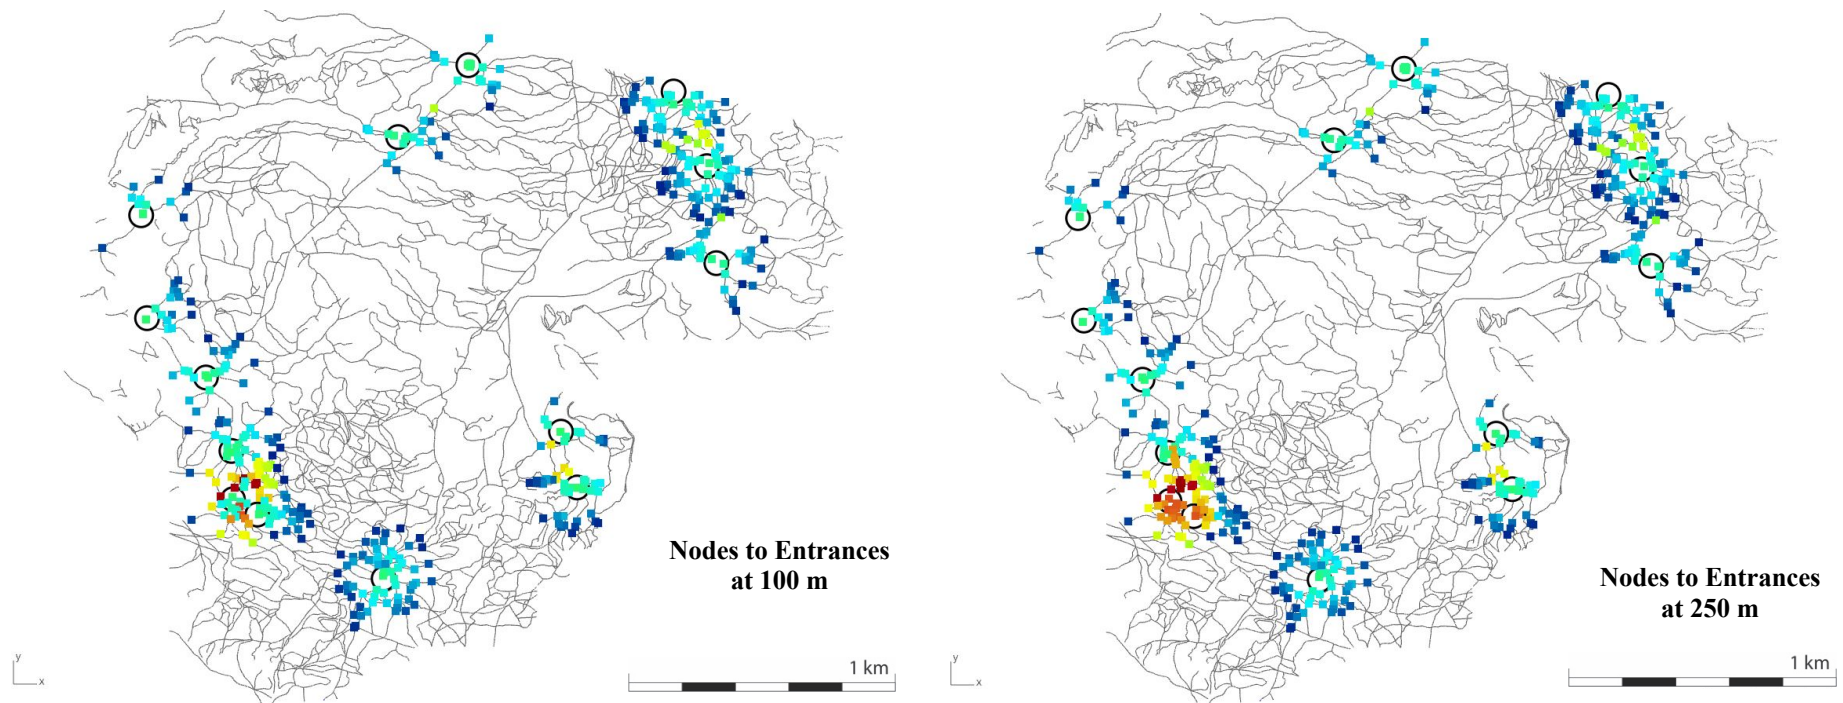 Nodes to Entrances
at 100 m
y
x
1 km
Nodes to Entrances
at 250 m
y
x
1 km